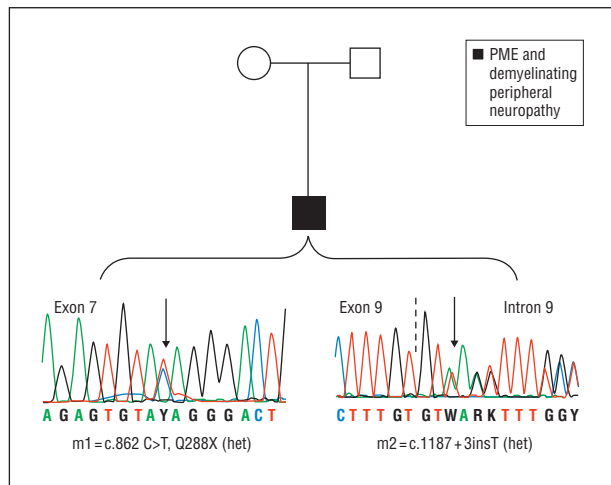 PME and
demyelinating
peripheral
neuropathy
Exon 7
Exon 9
Intron 9
AGAGTGTAYAGGGACT
CTTTGTGTWARKTTTGGY
m1 = c.862 C>T, Q288X (het)
m2 = c.1187 + 3insT (het)